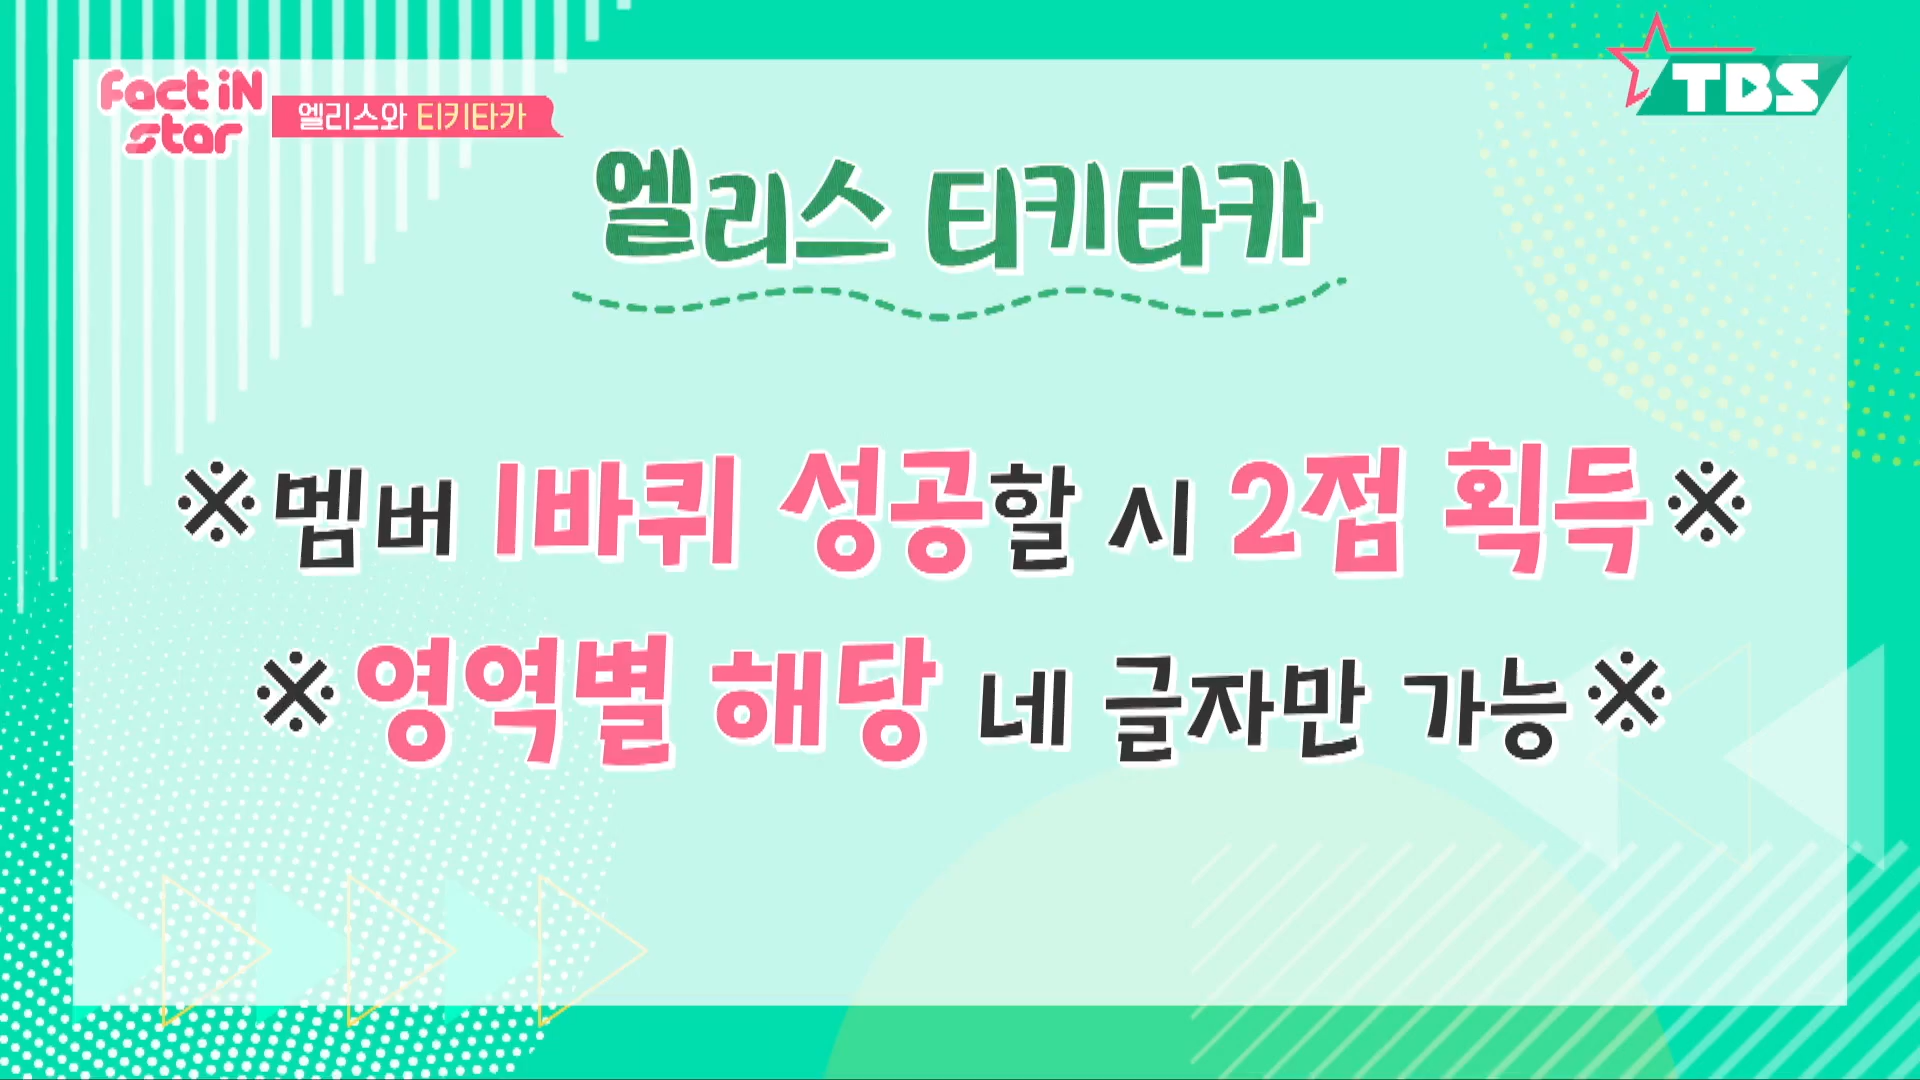 Fact iN
star
엘리스와 티키타카
TBS
엘리스 티키타카
※멤버 1바퀴 성공할 시 2점 획득※
※영역별 해당 네 글자만 가능※